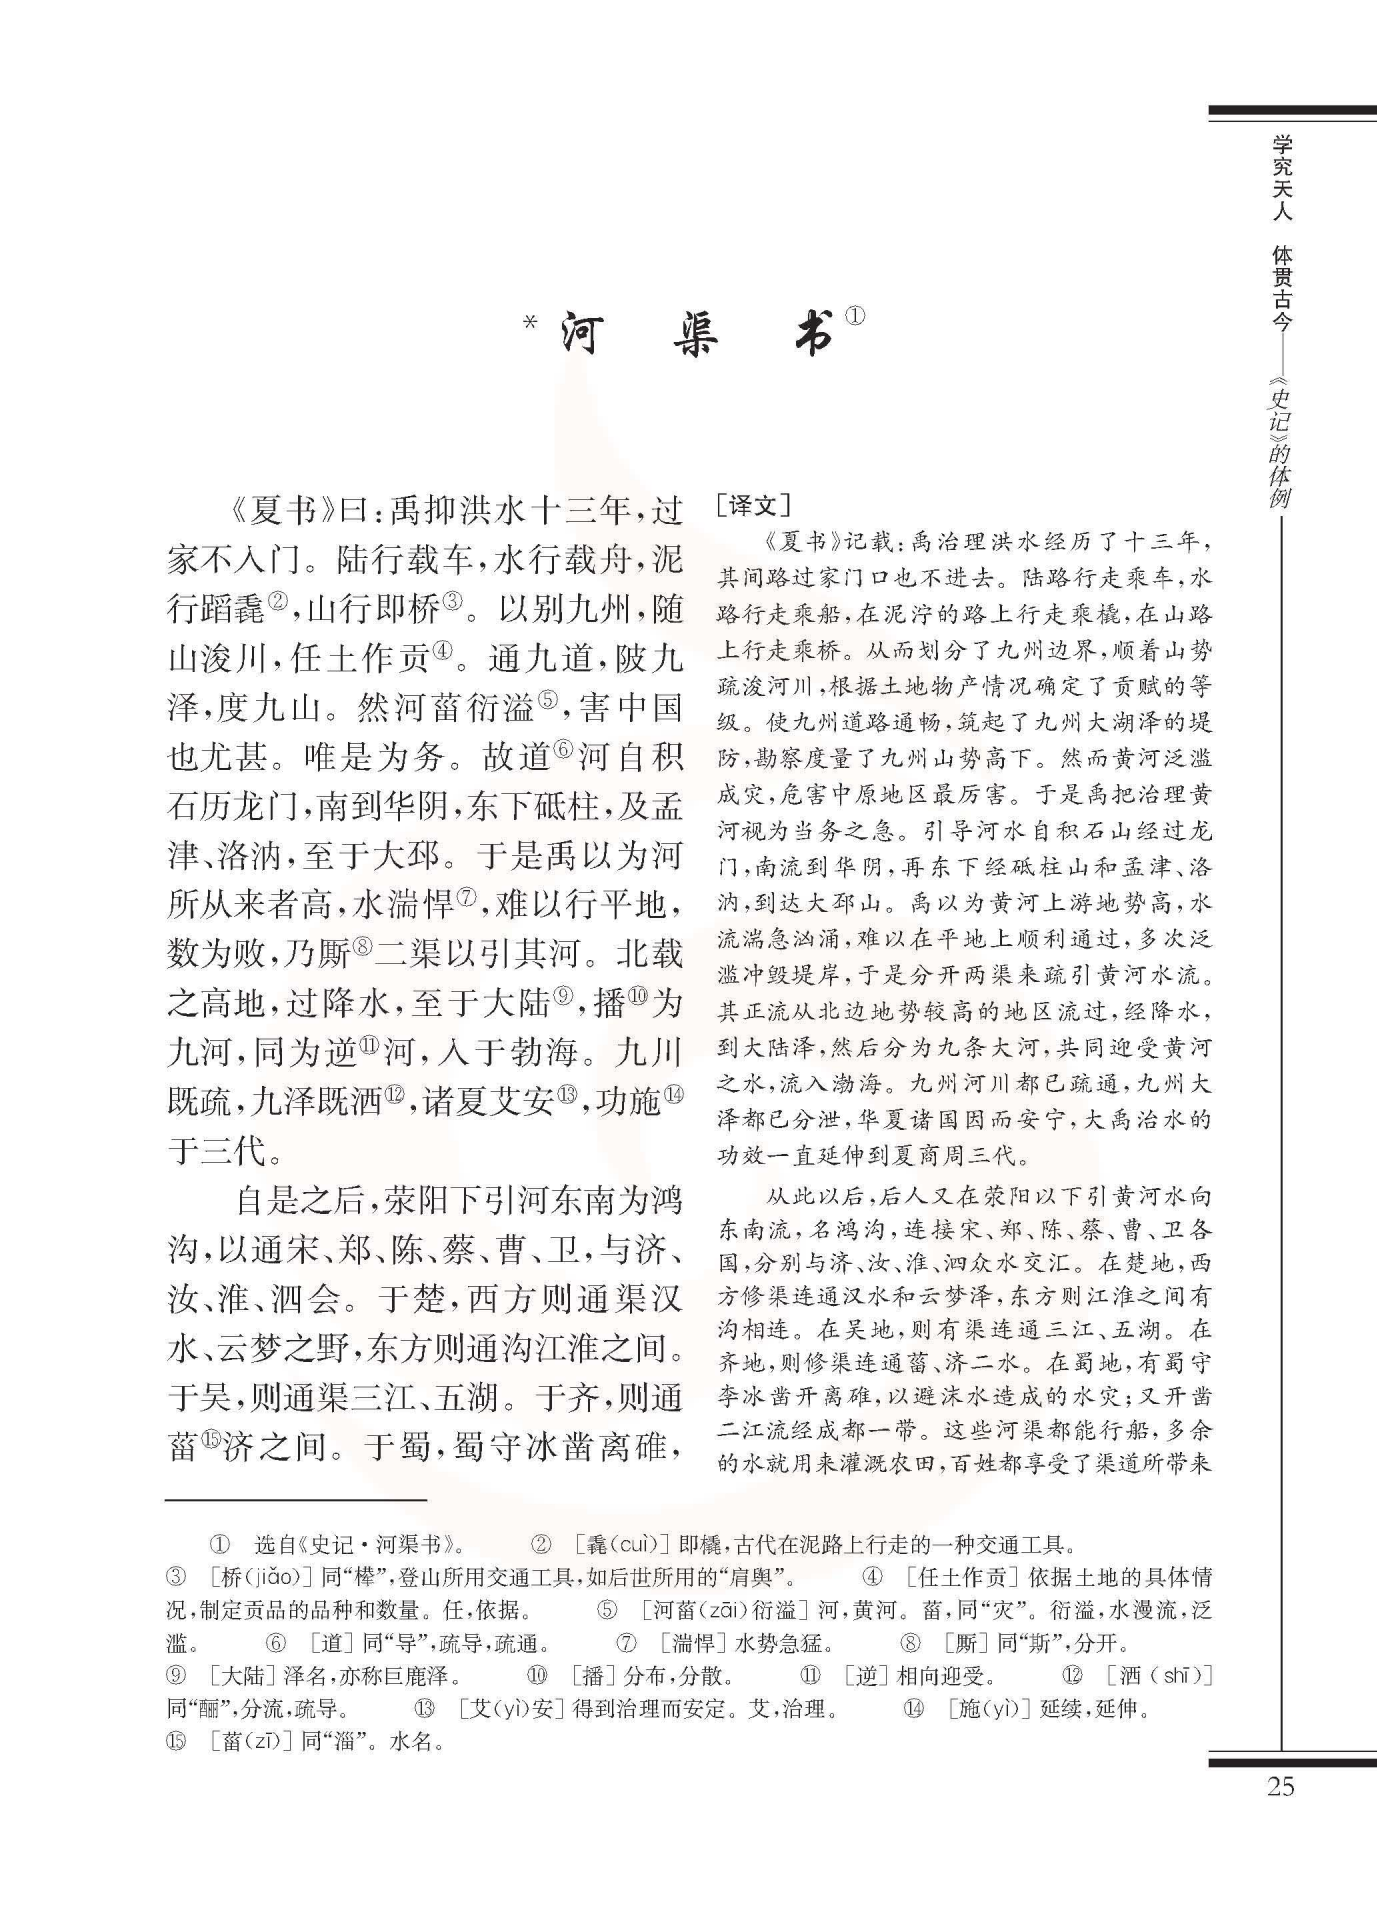 学究天人 体贯古今——《史记》的体例
*河 渠 书①
《夏书》曰:禹抑洪水十三年,过
家不入门。陆行载车,水行载舟,泥
行蹈毳②,山行即桥③。以别九州,随
山浚川,任土作贡④。通九道,陂九
泽,度九山。然河菑衍溢⑤,害中国
也尤甚。唯是为务。故道⑥河自积
石历龙门,南到华阴,东下砥柱,及孟
津、洛汭,至于大邳。于是禹以为河
所从来者高,水湍悍⑦,难以行平地,
数为败,乃厮⑧二渠以引其河。北载
之高地,过降水,至于大陆⑨,播⑩为
九河,同为逆⑪河,入于勃海。九川
既疏,九泽既洒⑫,诸夏艾安⑬,功施⑭
于三代。
自是之后,荥阳下引河东南为鸿
沟,以通宋、郑、陈、蔡、曹、卫,与济、
汝、淮、泗会。于楚,西方则通渠汉
水、云梦之野,东方则通沟江淮之间。
于吴,则通渠三江、五湖。于齐,则通
菑⑮济之间。于蜀,蜀守冰凿离碓,
[译文]
《夏书》记载:禹治理洪水经历了十三年,
其间路过家门口也不进去。陆路行走乘车,水
路行走乘船,在泥泞的路上行走乘橇,在山路
上行走乘桥。从而划分了九州边界,顺着山势
疏浚河川,根据土地物产情况确定了贡赋的等
级。使九州道路通畅,筑起了九州大湖泽的堤
防,勘察度量了九州山势高下。然而黄河泛滥
成灾,危害中原地区最厉害。于是禹把治理黄
河视为当务之急。引导河水自积石山经过龙
门,南流到华阴,再东下经砥柱山和孟津、洛
汭,到达大邳山。禹以为黄河上游地势高,水
流湍急汹涌,难以在平地上顺利通过,多次泛
滥冲毁堤岸,于是分开两渠来疏引黄河水流。
其正流从北边地势较高的地区流过,经降水,
到大陆泽,然后分为九条大河,共同迎受黄河
之水,流入渤海。九州河川都已疏通,九州大
泽都已分泄,华夏诸国因而安宁,大禹治水的
功效一直延伸到夏商周三代。
从此以后,后人又在荥阳以下引黄河水向
东南流,名鸿沟,连接宋、郑、陈、蔡、曹、卫各
国,分别与济、汝、淮、泗众水交汇。在楚地,西
方修渠连通汉水和云梦泽,东方则江淮之间有
沟相连。在吴地,则有渠连通三江、五湖。在
齐地,则修渠连通菑、济二水。在蜀地,有蜀守
李冰凿开离碓,以避沫水造成的水灾;又开凿
二江流经成都一带。这些河渠都能行船,多余
的水就用来灌溉农田,百姓都享受了渠道所带来
① 选自《史记·河渠书》。 ② [毳(cuì)]即橇,古代在泥路上行走的一种交通工具。
③ [桥(jiǎo)]同“檋”,登山所用交通工具,如后世所用的“肩舆”。 ④ [任土作贡]依据土地的具体情
况,制定贡品的品种和数量。任,依据。 ⑤ [河菑(zāi)衍溢]河,黄河。菑,同“灾”。衍溢,水漫流,泛
滥。 ⑥ [道]同“导”,疏导,疏通。 ⑦ [湍悍]水势急猛。 ⑧ [厮]同“斯”,分开。
⑨ [大陆]泽名,亦称巨鹿泽。 ⑩ [播]分布,分散。 ⑪ [逆]相向迎受。 ⑫ [洒(shī)]
同“酾”,分流,疏导。 ⑬ [艾(yì)安]得到治理而安定。艾,治理。 ⑭ [施(yì)]延续,延伸。
⑮ [菑(zī)]同“淄”。水名。
25